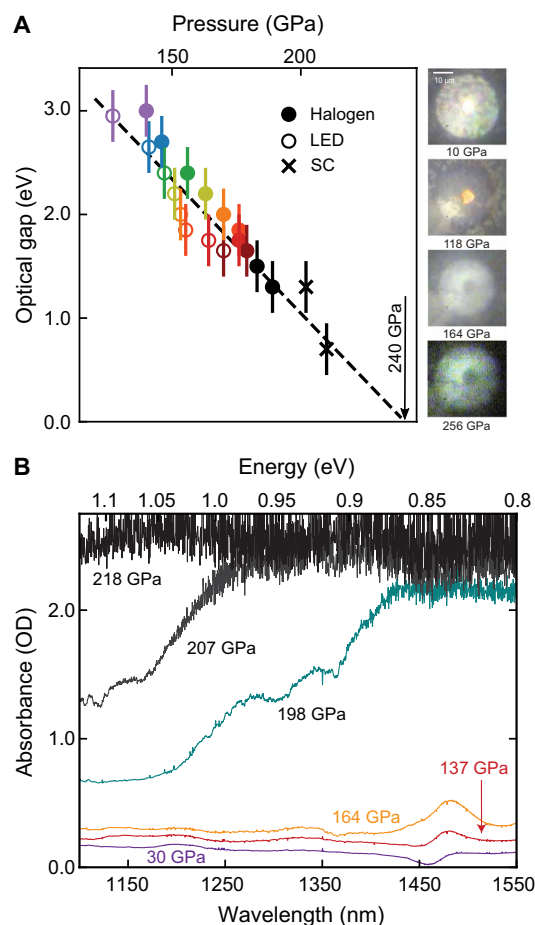 A
Pressure (GPa)
150
200
3.0
2.0
1.0
0.0
Optical gap (eV)
Halogen
LED
SC
240 GPa
10 µm
10 GPa
118 GPa
164 GPa
256 GPa
B
Energy (eV)
1.1
1.05
1.0
0.95
0.9
0.85
0.8
2.0
1.0
0.0
Absorbance (OD)
218 GPa
207 GPa
198 GPa
137 GPa
164 GPa
30 GPa
1150
1250
1350
1450
1550
Wavelength (nm)